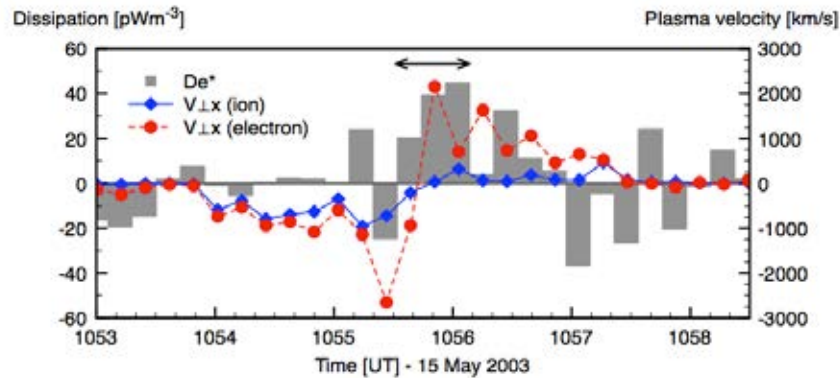 Dissipation [pWm-3] Plasma velocity [km/s]
60 3000
De*
V⊥x (ion)
V⊥x (electron)
40 2000
20 1000
0 0
-20 -1000
-40 -2000
-60 -3000
1053 1054 1055 1056 1057 1058
Time [UT] - 15 May 2003